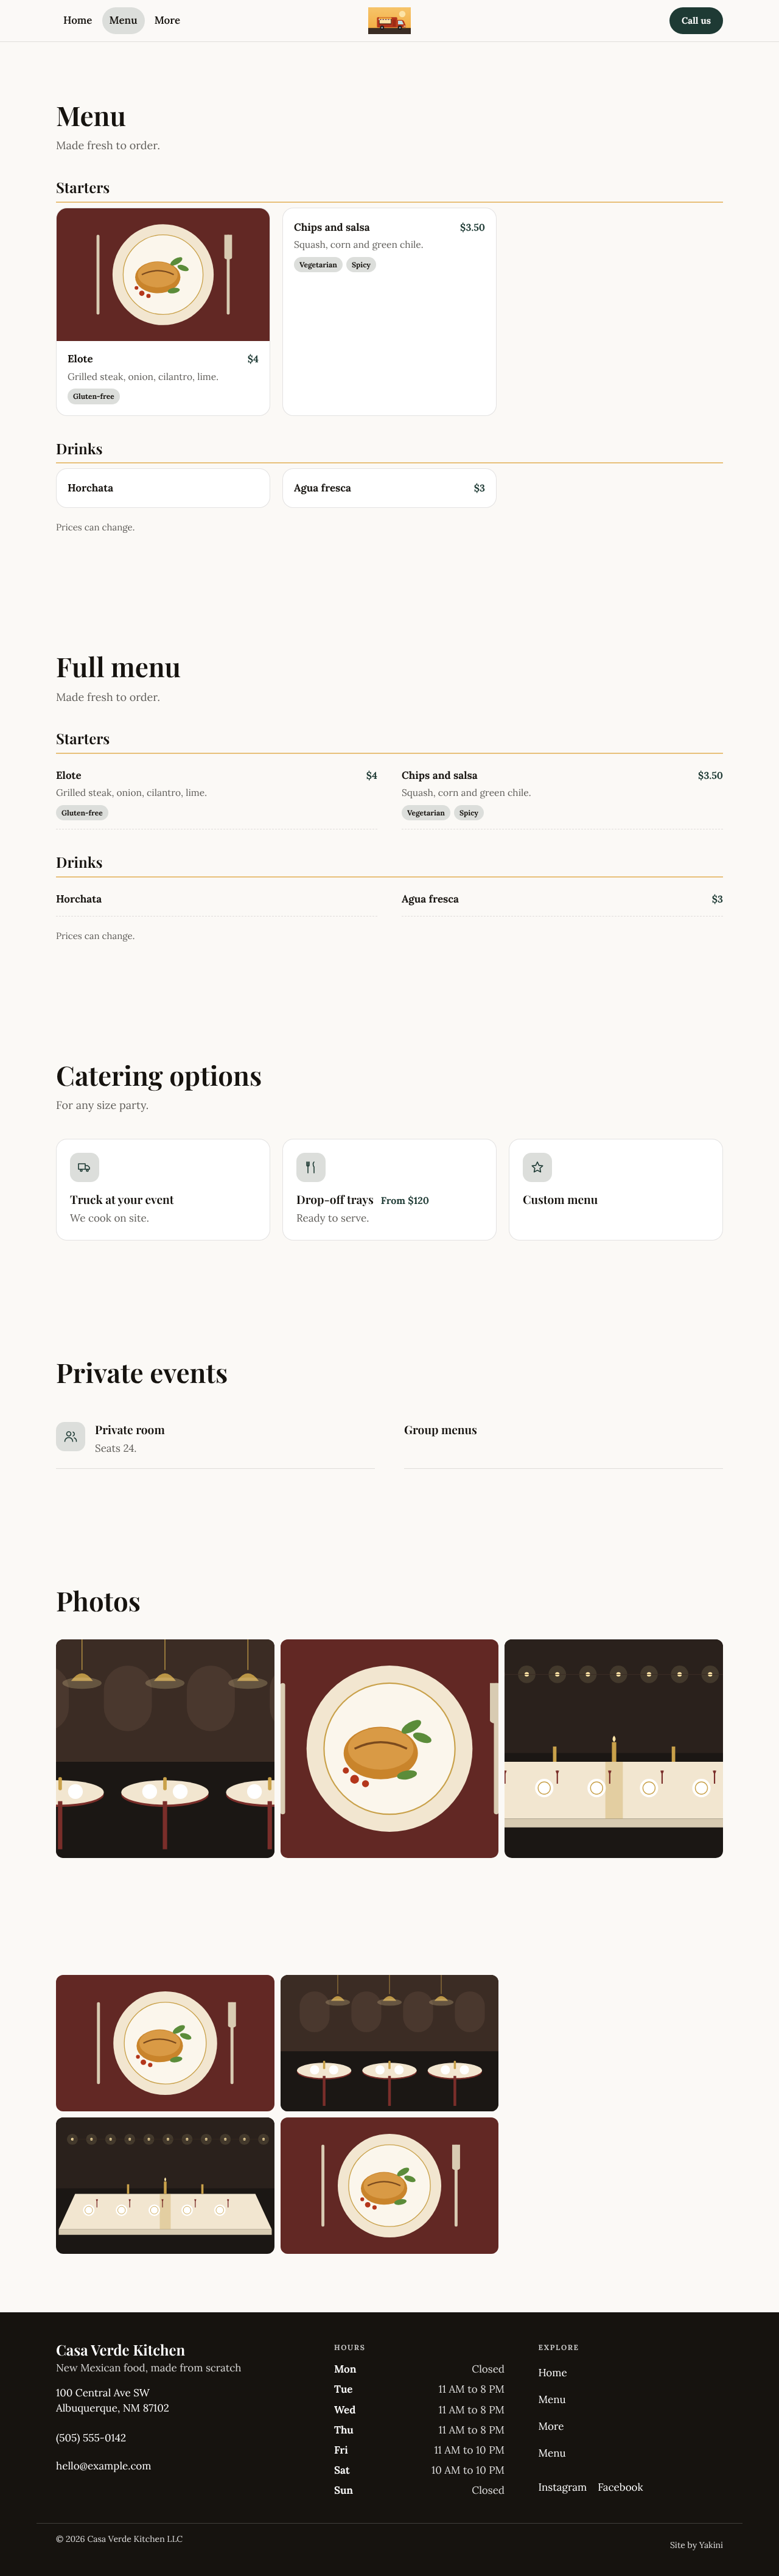 Home Menu More Call us
Menu
Made fresh to order.
Starters
Elote $4
Grilled steak, onion, cilantro, lime.
Gluten-free
Chips and salsa $3.50
Squash, corn and green chile.
Vegetarian Spicy
Drinks
Horchata
Agua fresca $3
Prices can change.
Full menu
Made fresh to order.
Starters
Elote $4
Grilled steak, onion, cilantro, lime.
Gluten-free
Chips and salsa $3.50
Squash, corn and green chile.
Vegetarian Spicy
Drinks
Horchata
Agua fresca $3
Prices can change.
Catering options
For any size party.
Truck at your event
We cook on site.
Drop-off trays From $120
Ready to serve.
Custom menu
Private events
Private room
Seats 24.
Group menus
Photos
Casa Verde Kitchen
New Mexican food, made from scratch
100 Central Ave SW
Albuquerque, NM 87102
(505) 555-0142
hello@example.com
HOURS
Mon Closed
Tue 11 AM to 8 PM
Wed 11 AM to 8 PM
Thu 11 AM to 8 PM
Fri 11 AM to 10 PM
Sat 10 AM to 10 PM
Sun Closed
EXPLORE
Home
Menu
More
Menu
Instagram Facebook
© 2026 Casa Verde Kitchen LLC
Site by Yakini